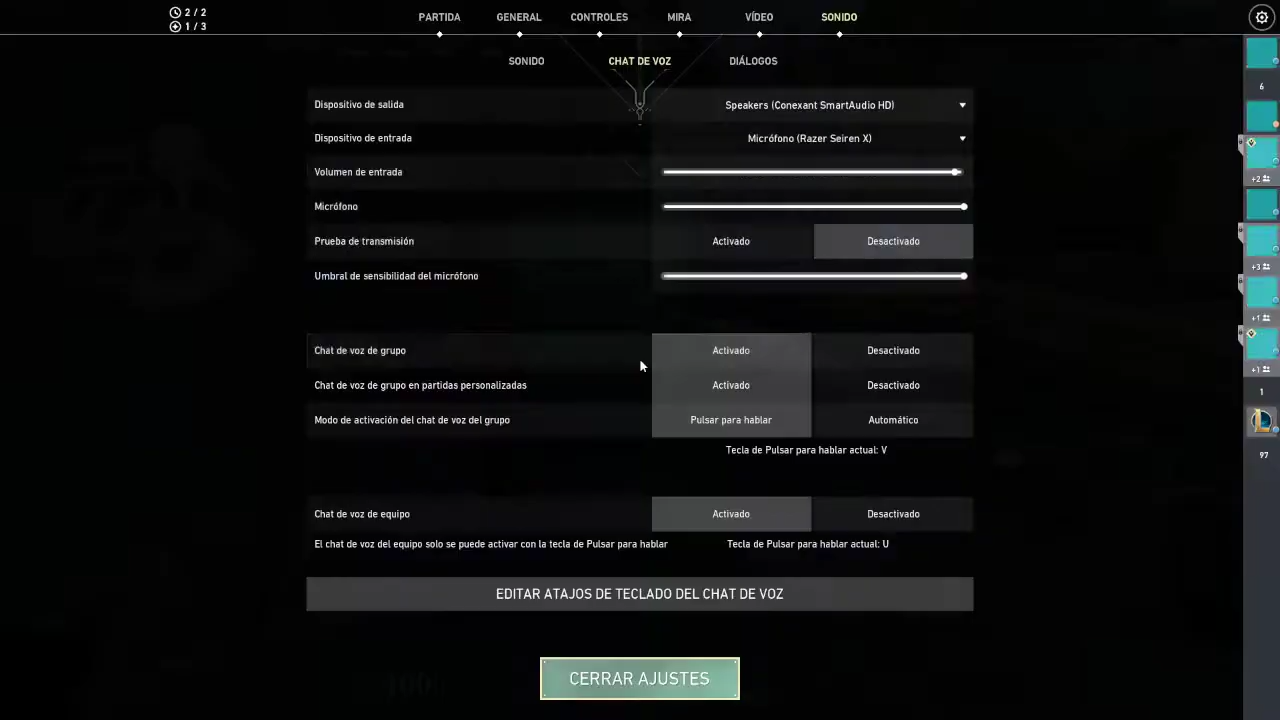 2 / 2
1 / 3
PARTIDA GENERAL CONTROLES MIRA VÍDEO SONIDO
SONIDO CHAT DE VOZ DIÁLOGOS
Dispositivo de salida Speakers (Conexant SmartAudio HD)
Dispositivo de entrada Micrófono (Razer Seiren X)
Volumen de entrada
Micrófono
Prueba de transmisión Activado Desactivado
Umbral de sensibilidad del micrófono
Chat de voz de grupo Activado Desactivado
Chat de voz de grupo en partidas personalizadas Activado Desactivado
Modo de activación del chat de voz del grupo Pulsar para hablar Automático
Tecla de Pulsar para hablar actual: V
Chat de voz de equipo Activado Desactivado
El chat de voz del equipo solo se puede activar con la tecla de Pulsar para hablar Tecla de Pulsar para hablar actual: U
EDITAR ATAJOS DE TECLADO DEL CHAT DE VOZ
CERRAR AJUSTES
6
+2
+3
+1
+1
1
97